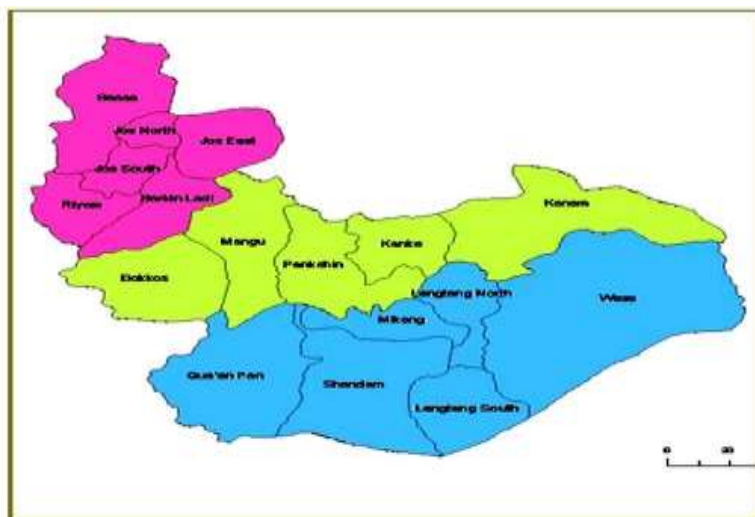 Bassa
Jos North
Jos East
Jos South
Riyom
Barkin Ladi
Kanam
Mangu
Kanke
Pankshin
Bokkos
Langtang North
Wase
Mikang
Qua'an Pan
Shendam
Langtang South
0